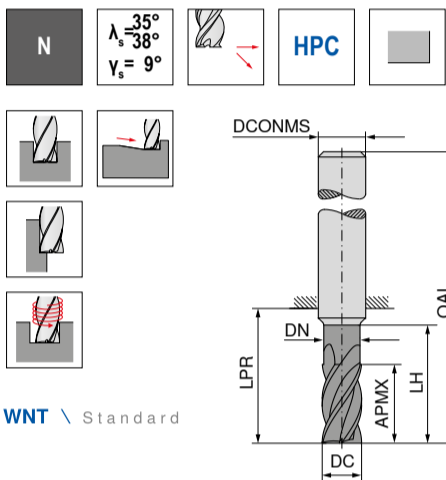 N
λs=35°
38°
γs= 9°
HPC
DCONMS
OAL
DN
LPR
APMX
LH
DC
WNT \ Standard